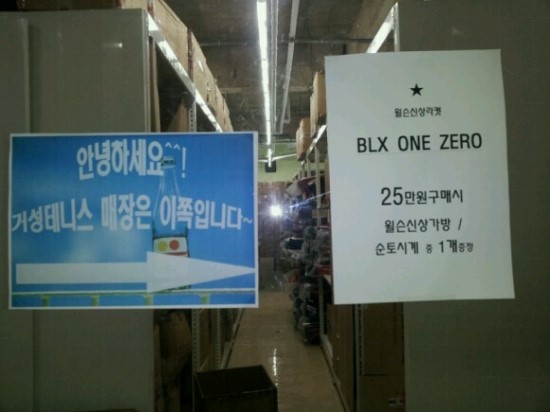 안녕하세요^^!
거성테니스 매장은 이쪽입니다~
★
윌슨신상라켓
BLX ONE ZERO
25만원구매시
윌슨신상가방 /
순토시계 중 1개증정